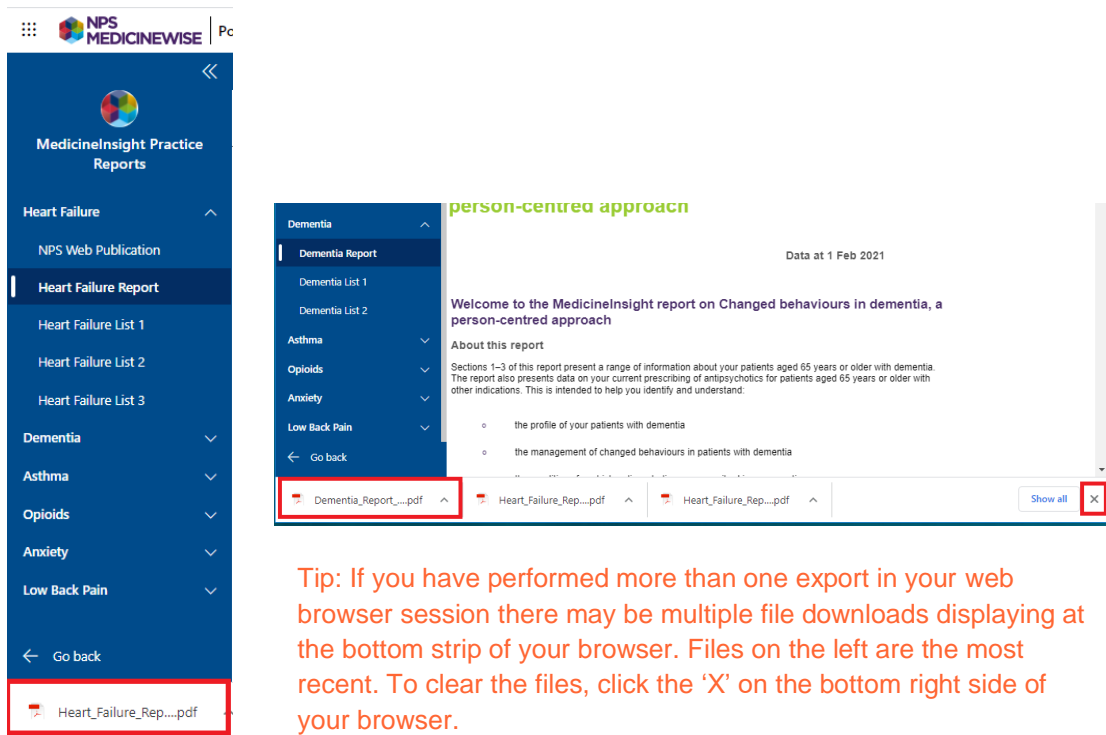 NPS
MEDICINEWISE
MedicineInsight Practice
Reports
Heart Failure
NPS Web Publication
Heart Failure Report
Heart Failure List 1
Heart Failure List 2
Heart Failure List 3
Dementia
Asthma
Opioids
Anxiety
Low Back Pain
Go back
Heart_Failure_Rep....pdf
person-centred approach
Dementia
Dementia Report
Dementia List 1
Dementia List 2
Asthma
Opioids
Anxiety
Low Back Pain
Go back
Data at 1 Feb 2021
Welcome to the MedicineInsight report on Changed behaviours in dementia, a
person-centred approach
About this report
Sections 1–3 of this report present a range of information about your patients aged 65 years or older with dementia.
The report also presents data on your current prescribing of antipsychotics for patients aged 65 years or older with
other indications. This is intended to help you identify and understand:
the profile of your patients with dementia
the management of changed behaviours in patients with dementia
Dementia_Report_....pdf
Heart_Failure_Rep....pdf
Heart_Failure_Rep....pdf
Show all
Tip: If you have performed more than one export in your web
browser session there may be multiple file downloads displaying at
the bottom strip of your browser. Files on the left are the most
recent. To clear the files, click the ‘X’ on the bottom right side of
your browser.